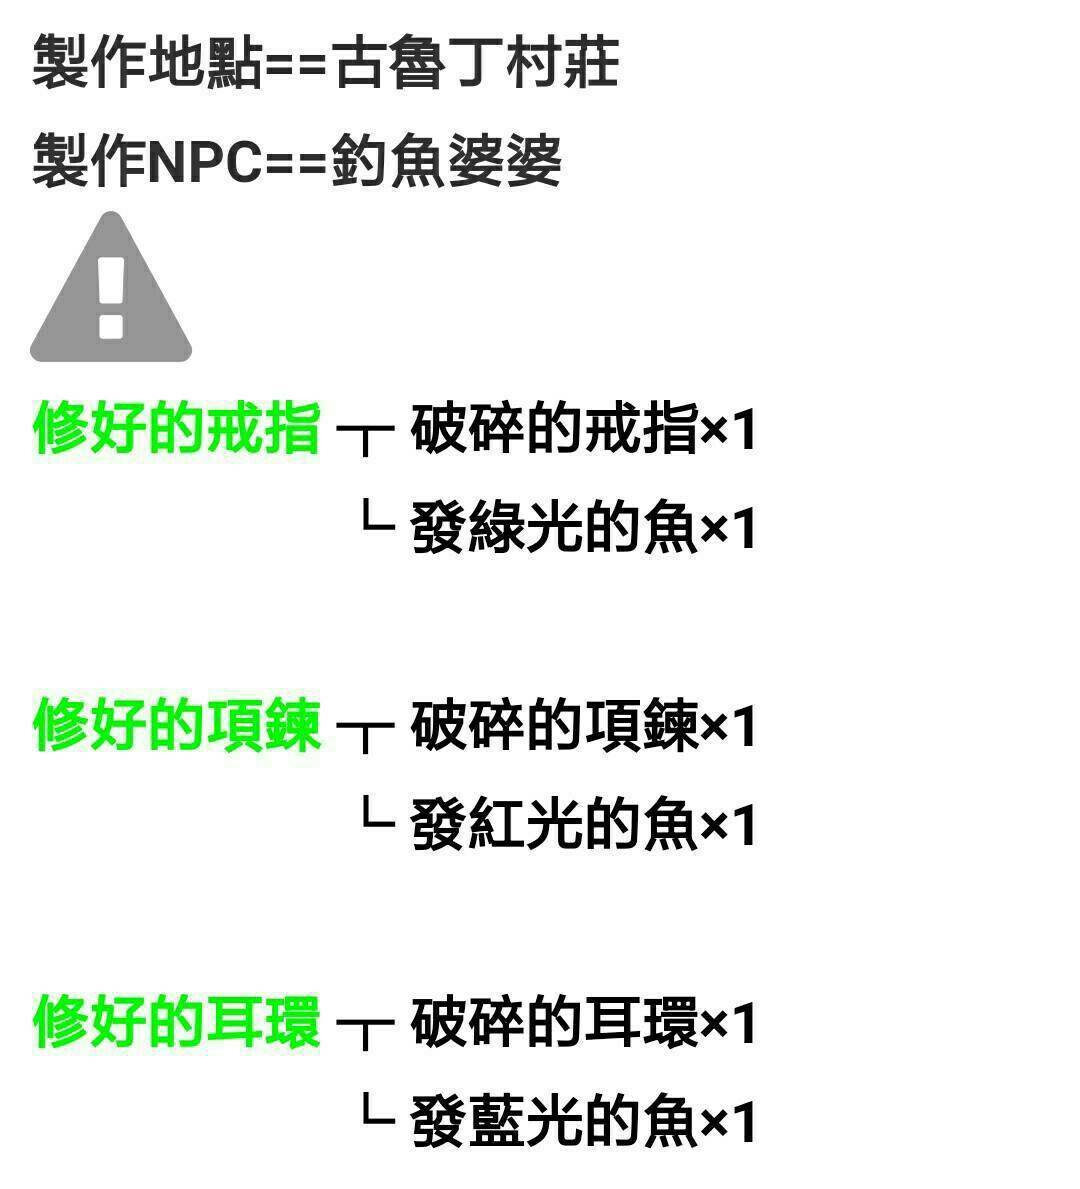 製作地點==古魯丁村莊
製作NPC==釣魚婆婆
修好的戒指┬破碎的戒指×1
└發綠光的魚×1
修好的項鍊┬破碎的項鍊×1
└發紅光的魚×1
修好的耳環┬破碎的耳環×1
└發藍光的魚×1